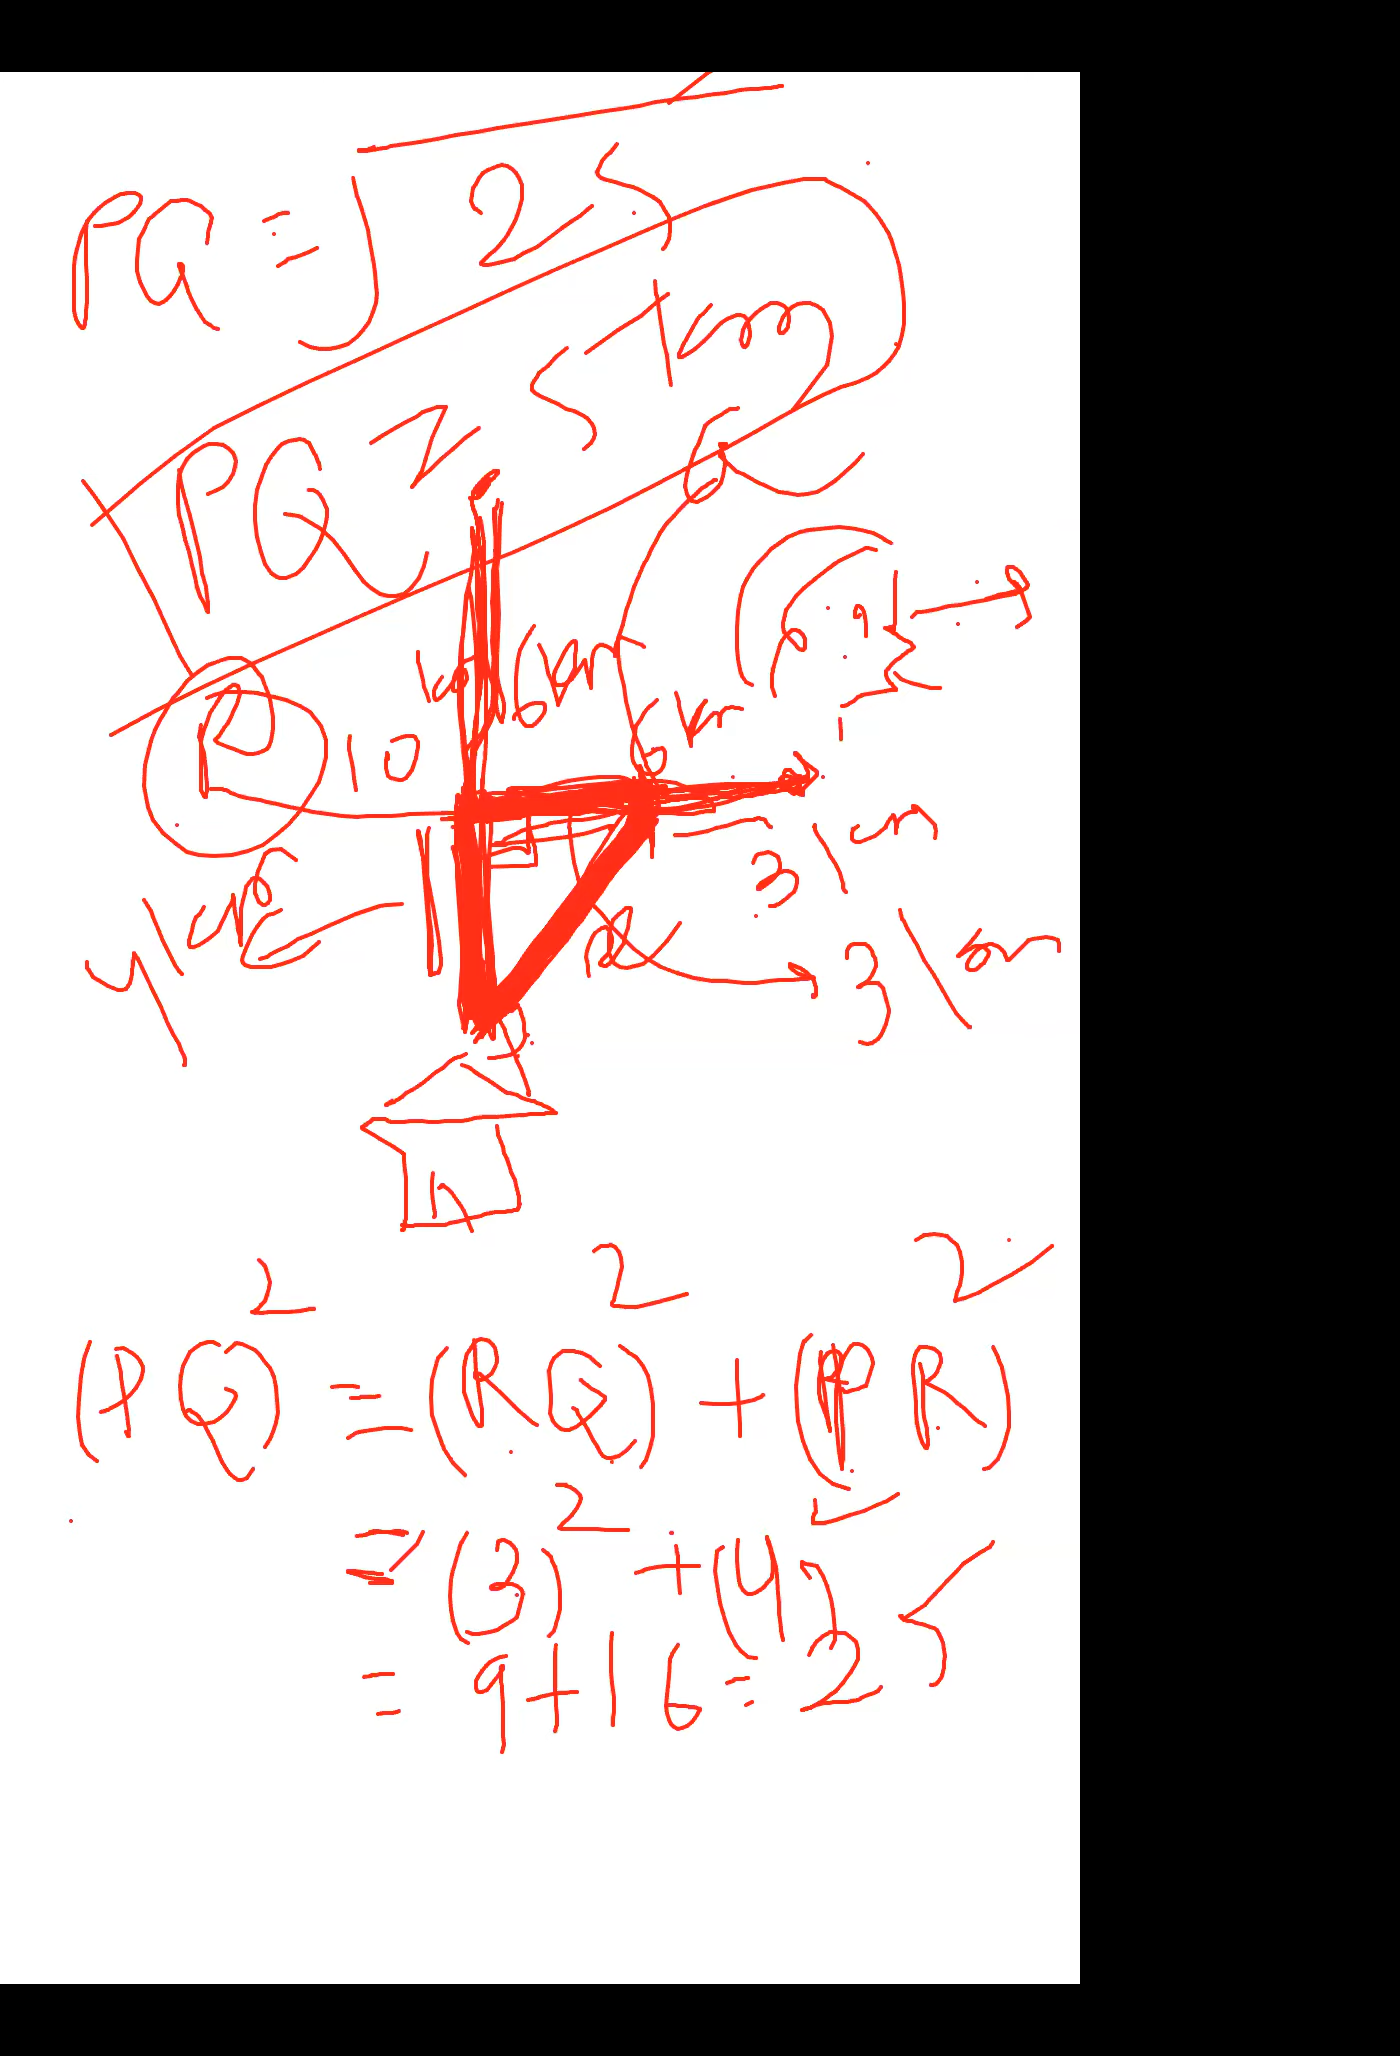 PQ = √25
PQ = 5 km
6 km
R
10
6 km
3 km
4 km
3 km
(PQ)² = (RQ)² + (PR)²
= (3)² + (4)²
= 9 + 16 = 25